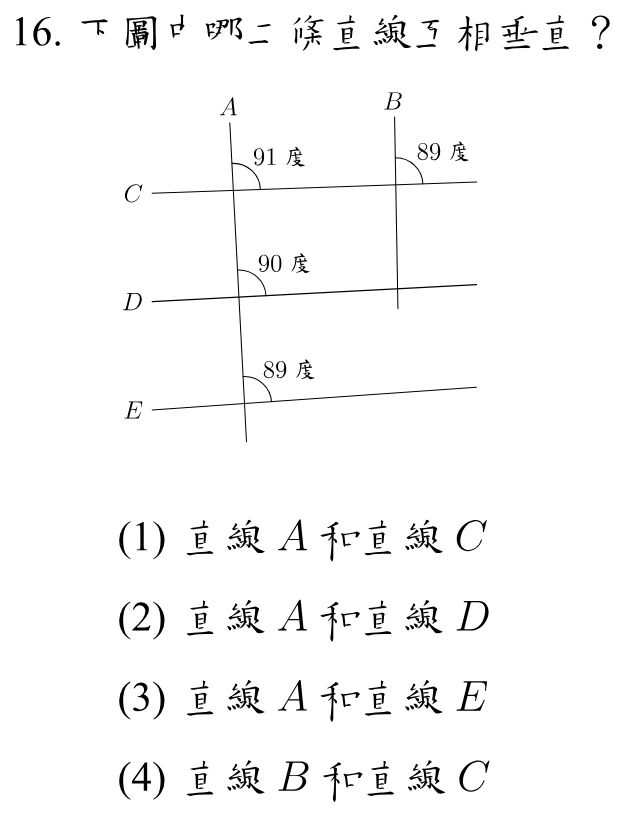 16. 下圖中哪二條直線互相垂直？
A
B
91 度
89 度
C
90 度
D
89 度
E
(1) 直線 A 和直線 C
(2) 直線 A 和直線 D
(3) 直線 A 和直線 E
(4) 直線 B 和直線 C